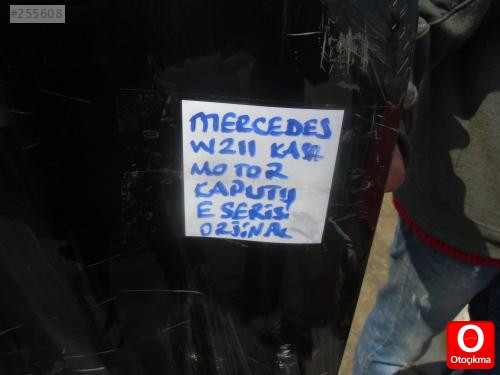 #255608
MERCEDES
W211 KASA
MOTOR
KAPUTU
E SERİSİ
ORJİNAL
O
Otoçıkma